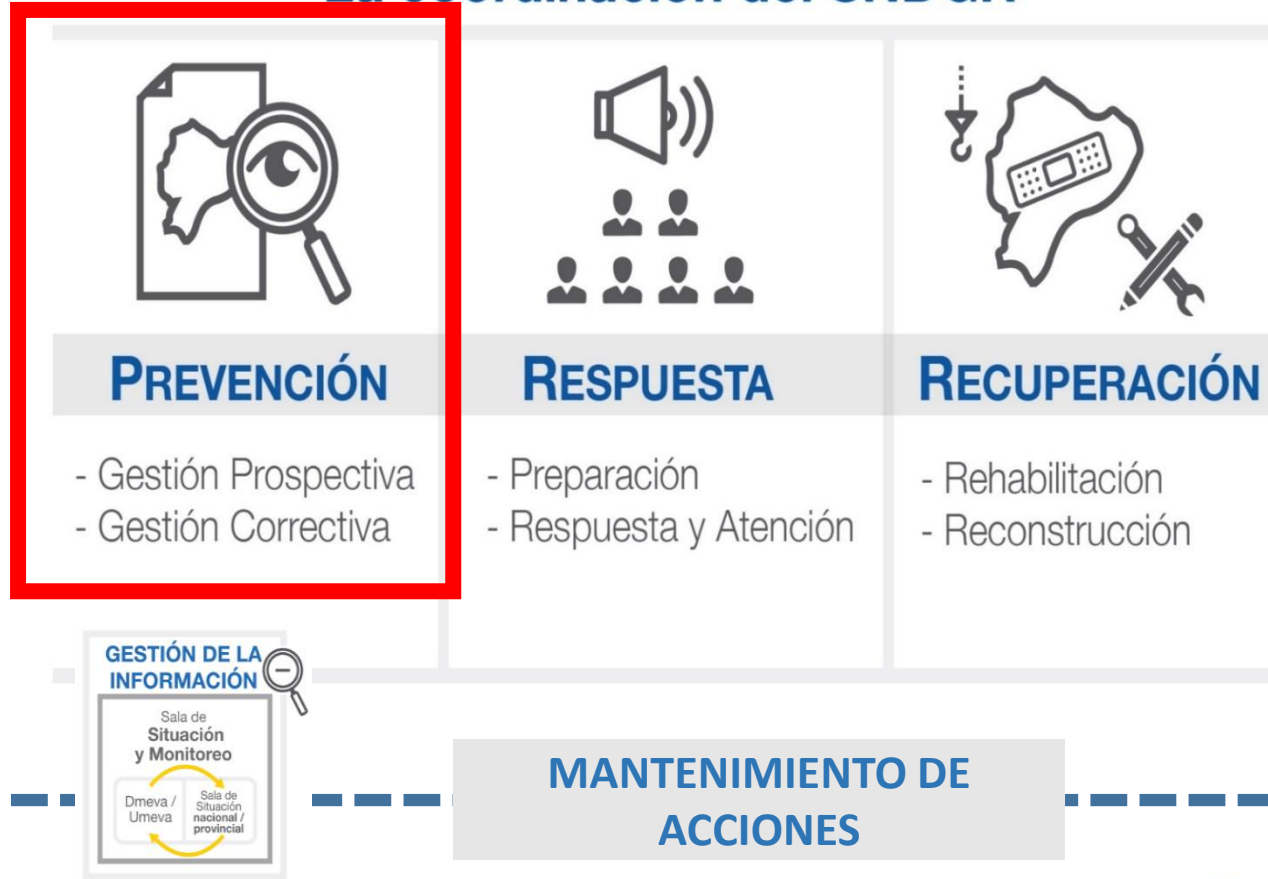 PREVENCIÓN
- Gestión Prospectiva
- Gestión Correctiva
RESPUESTA
- Preparación
- Respuesta y Atención
RECUPERACIÓN
- Rehabilitación
- Reconstrucción
GESTIÓN DE LA
INFORMACIÓN
Sala de
Situación
y Monitoreo
Dmeva /
Umeva
Sala de
Situación
nacional /
provincial
MANTENIMIENTO DE
ACCIONES